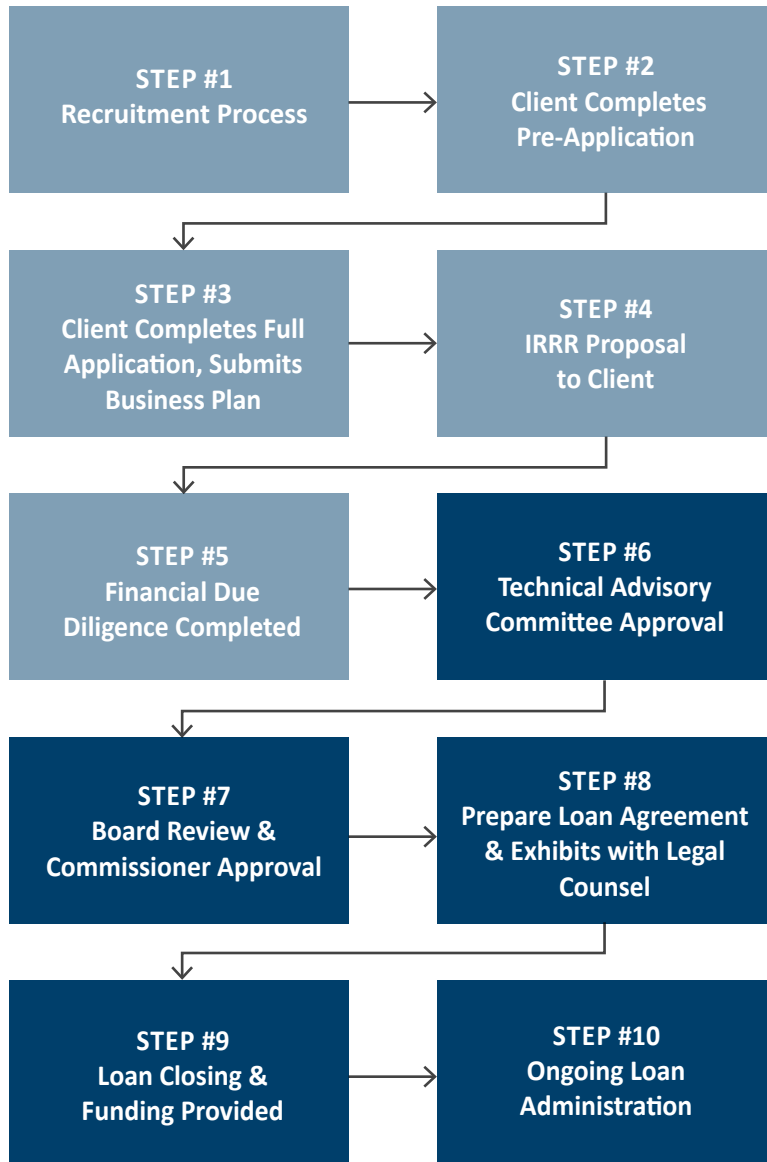 STEP #1
Recruitment Process
STEP #2
Client Completes
Pre-Application
STEP #3
Client Completes Full
Application, Submits
Business Plan
STEP #4
IRRR Proposal
to Client
STEP #5
Financial Due
Diligence Completed
STEP #6
Technical Advisory
Committee Approval
STEP #7
Board Review &
Commissioner Approval
STEP #8
Prepare Loan Agreement
& Exhibits with Legal
Counsel
STEP #9
Loan Closing &
Funding Provided
STEP #10
Ongoing Loan
Administration